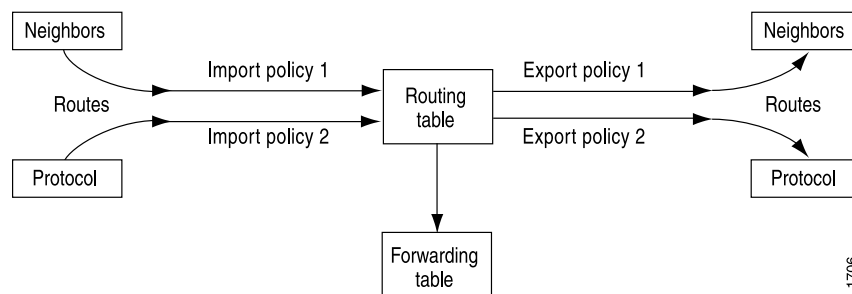 Neighbors
Neighbors
Import policy 1
Export policy 1
Routes
Routing
table
Routes
Import policy 2
Export policy 2
Protocol
Protocol
Forwarding
table
1706